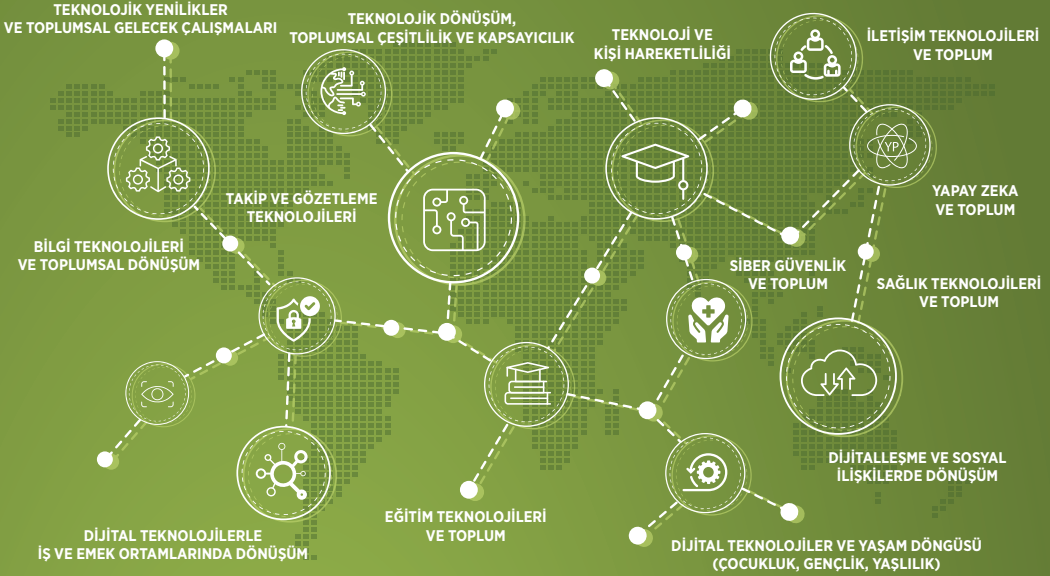 TEKNOLOJİK YENİLİKLER
VE TOPLUMSAL GELECEK ÇALIŞMALARI
TEKNOLOJİK DÖNÜŞÜM,
TOPLUMSAL ÇEŞİTLİLİK VE KAPSAYICILIK
TEKNOLOJİ VE
KİŞİ HAREKETLİLİĞİ
İLETİŞİM TEKNOLOJİLERİ
VE TOPLUM
YP
TAKİP VE GÖZETLEME
TEKNOLOJİLERİ
YAPAY ZEKA
VE TOPLUM
BİLGİ TEKNOLOJİLERİ
VE TOPLUMSAL DÖNÜŞÜM
SİBER GÜVENLİK
VE TOPLUM
SAĞLIK TEKNOLOJİLERİ
VE TOPLUM
DİJİTALLEŞME VE SOSYAL
İLİŞKİLERDE DÖNÜŞÜM
EĞİTİM TEKNOLOJİLERİ
VE TOPLUM
DİJİTAL TEKNOLOJİLERLE
İŞ VE EMEK ORTAMLARINDA DÖNÜŞÜM
DİJİTAL TEKNOLOJİLER VE YAŞAM DÖNGÜSÜ
(ÇOCUKLUK, GENÇLİK, YAŞLILIK)